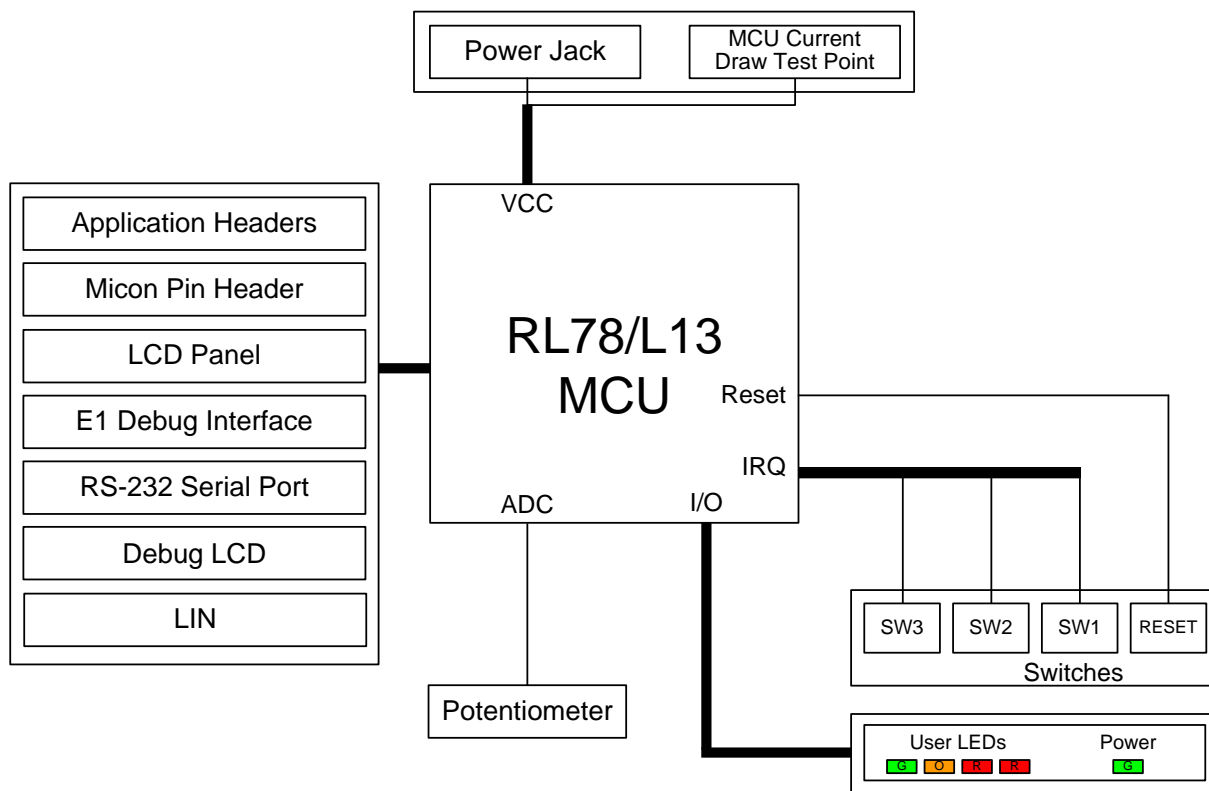 Power Jack
MCU Current
Draw Test Point
VCC
Application Headers
Micon Pin Header
LCD Panel
E1 Debug Interface
RS-232 Serial Port
Debug LCD
LIN
RL78/L13
MCU
Reset
IRQ
ADC
I/O
SW3
SW2
SW1
RESET
Switches
Potentiometer
User LEDs
Power
G
O
R
R
G